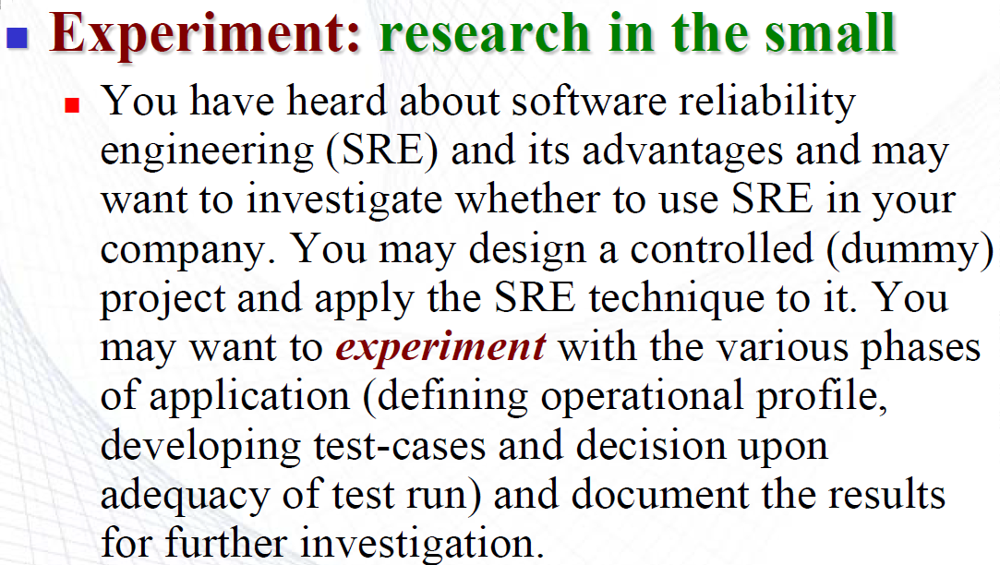 Experiment: research in the small
You have heard about software reliability
engineering (SRE) and its advantages and may
want to investigate whether to use SRE in your
company. You may design a controlled (dummy)
project and apply the SRE technique to it. You
may want to experiment with the various phases
of application (defining operational profile,
developing test-cases and decision upon
adequacy of test run) and document the results
for further investigation.